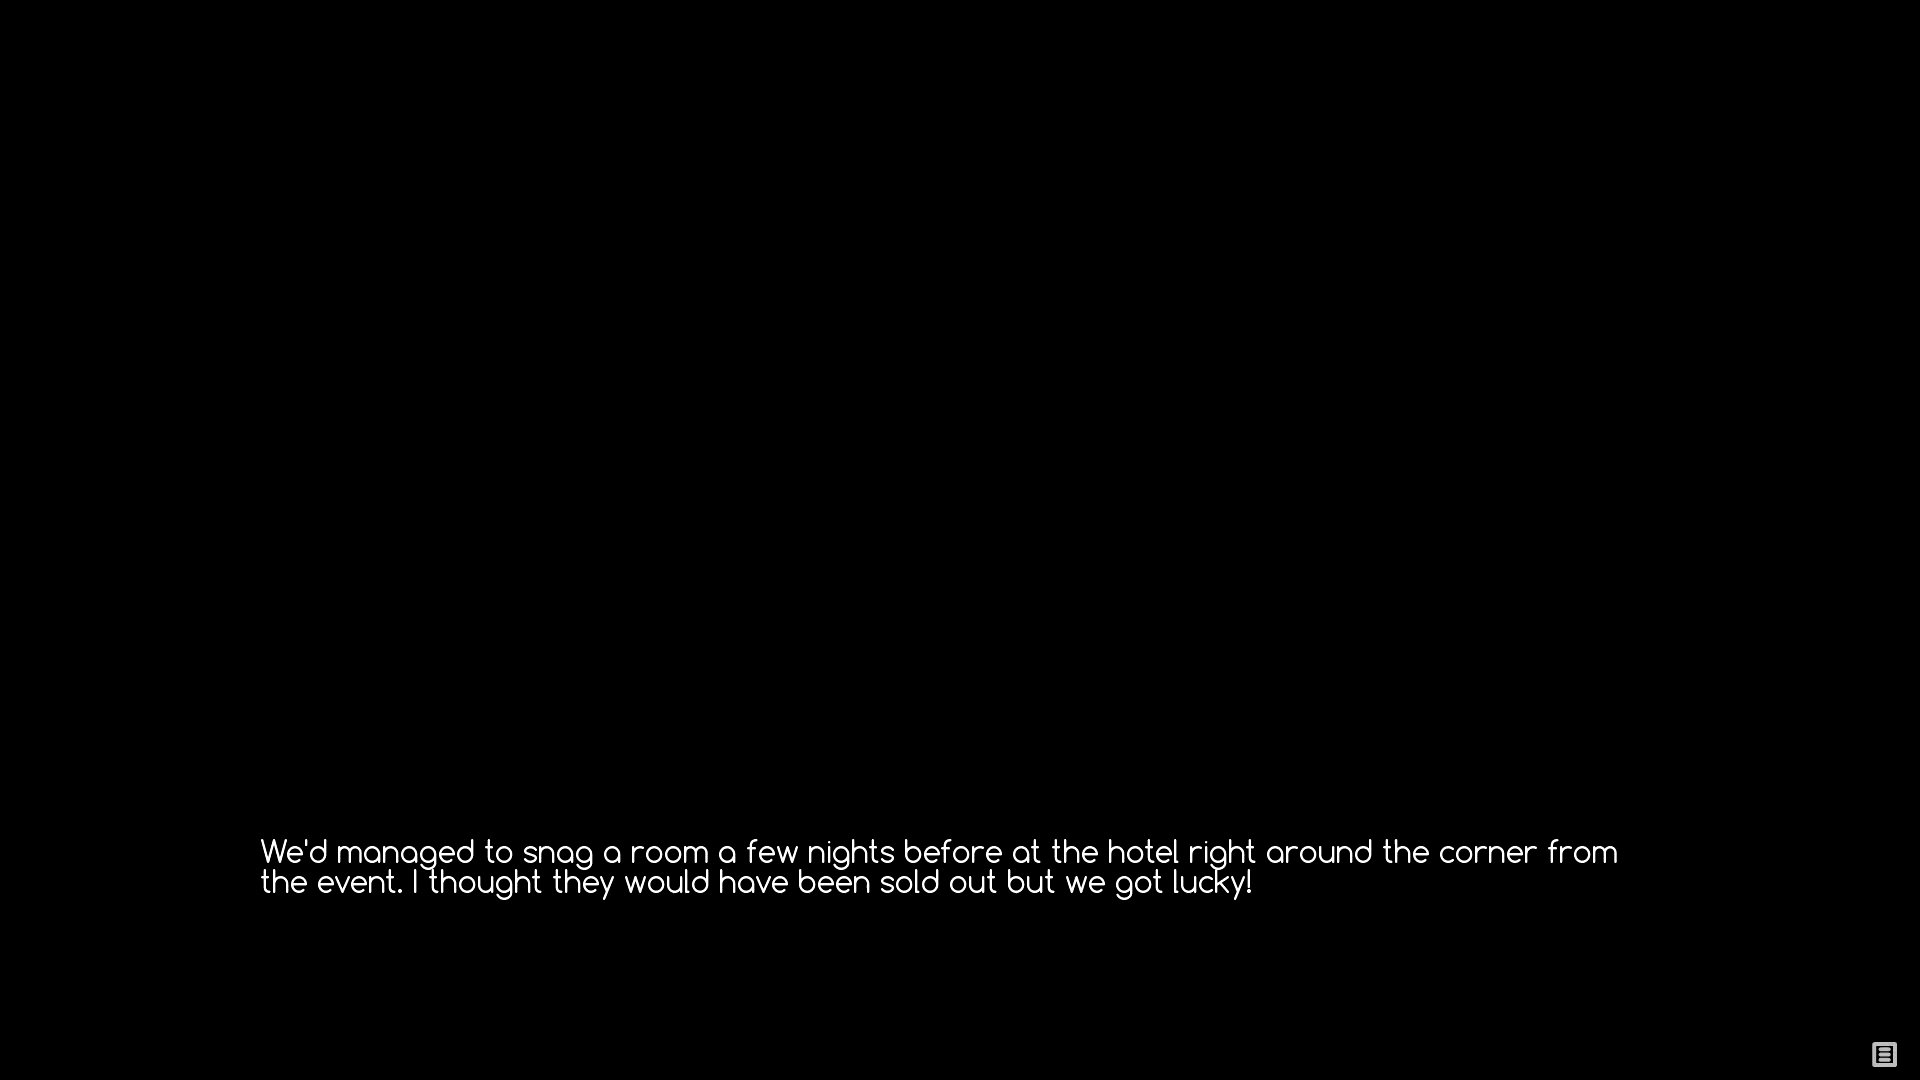 We'd managed to snag a room a few nights before at the hotel right around the corner from
the event. I thought they would have been sold out but we got lucky!